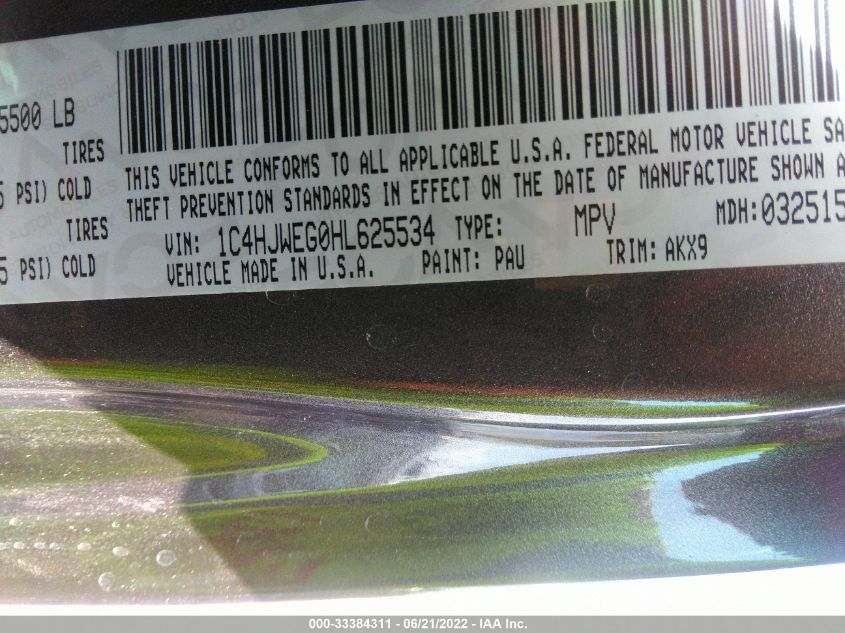 5500 LB
TIRES
5 PSI) COLD
TIRES
5 PSI) COLD
THIS VEHICLE CONFORMS TO ALL APPLICABLE U.S.A. FEDERAL MOTOR VEHICLE SA
THEFT PREVENTION STANDARDS IN EFFECT ON THE DATE OF MANUFACTURE SHOWN A
VIN: 1C4HJWEG0HL625534 TYPE: MPV MDH:032515
VEHICLE MADE IN U.S.A. PAINT: PAU TRIM: AKX9
000-33384311 - 06/21/2022 - IAA Inc.